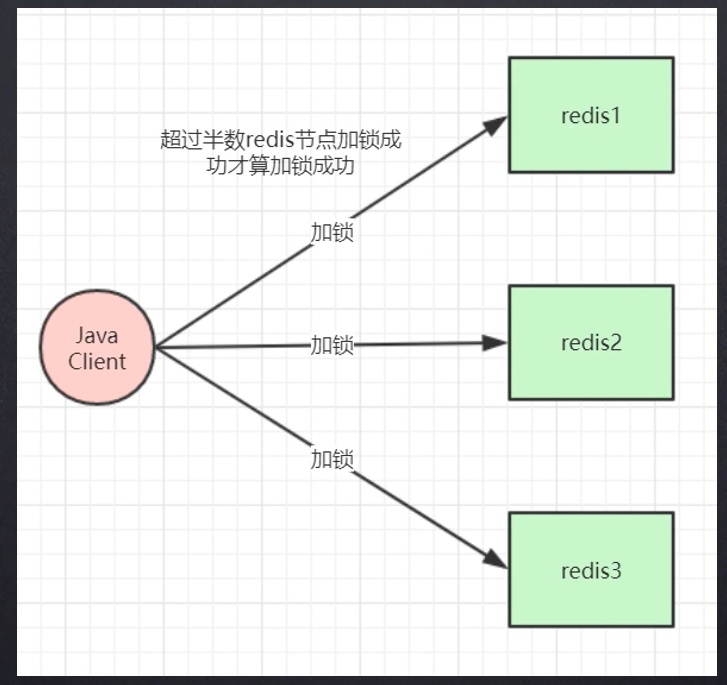 超过半数redis节点加锁成
功才算加锁成功
redis1
加锁
Java
Client
加锁
redis2
加锁
redis3